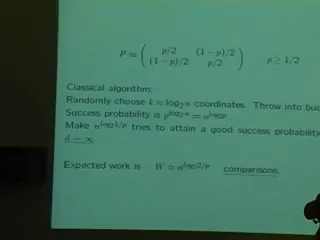 P = ( p/2 (1 − p)/2
(1 − p)/2 p/2 ) p ≥ 1/2
Classical algorithm:
Randomly choose k ≈ log₂ n coordinates. Throw into buc
Success probability is p^{log₂ n} = n^{log₂ p}.
Make n^{log₂ 1/p} tries to attain a good success probability
d − ∞
Expected work is W ≈ n^{log₂ 2/p} comparisons.